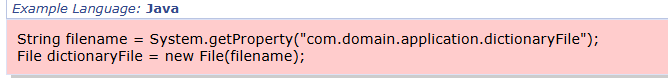 Example Language: Java
String filename = System.getProperty("com.domain.application.dictionaryFile");
File dictionaryFile = new File(filename);